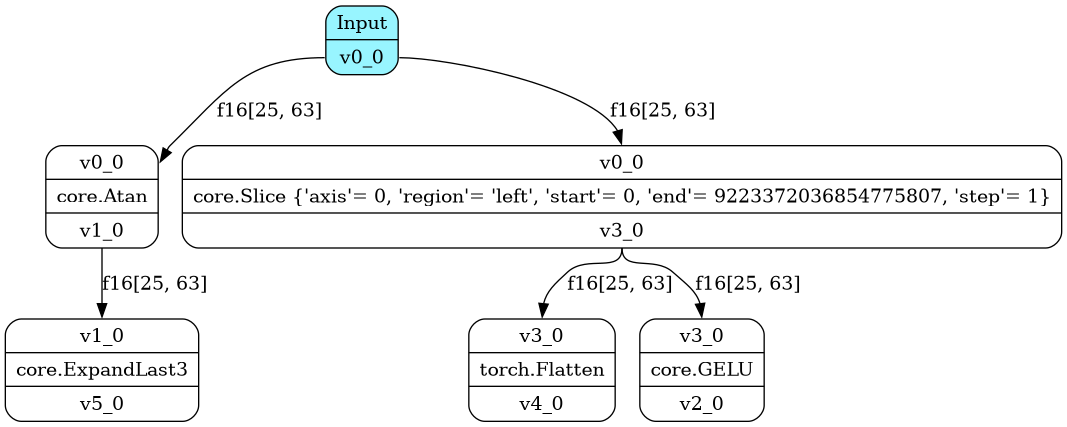 Input
v0_0
f16[25, 63]
f16[25, 63]
v0_0
core.Atan
v1_0
v0_0
core.Slice {'axis'= 0, 'region'= 'left', 'start'= 0, 'end'= 9223372036854775807, 'step'= 1}
v3_0
f16[25, 63]
f16[25, 63]
f16[25, 63]
v1_0
core.ExpandLast3
v5_0
v3_0
torch.Flatten
v4_0
v3_0
core.GELU
v2_0